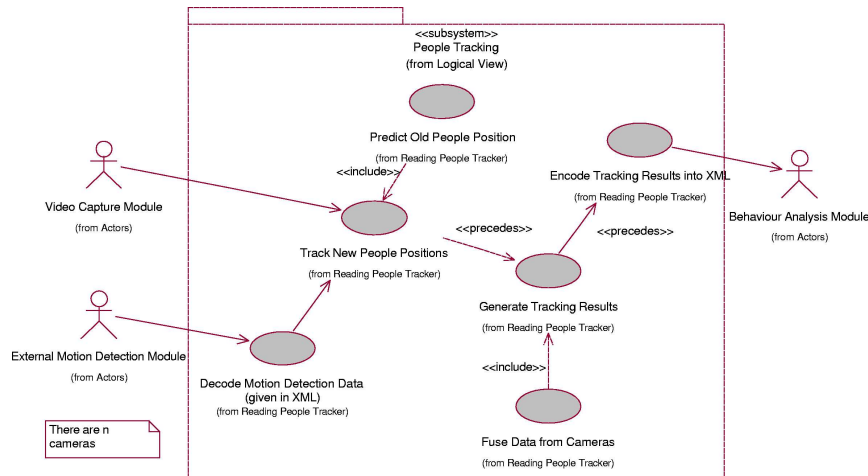 <<subsystem>>
People Tracking
(from Logical View)
Predict Old People Position
(from Reading People Tracker)
<<include>>
Video Capture Module
(from Actors)
Encode Tracking Results into XML
(from Reading People Tracker)
Behaviour Analysis Module
(from Actors)
<<precedes>>
<<precedes>>
Track New People Positions
(from Reading People Tracker)
Generate Tracking Results
(from Reading People Tracker)
External Motion Detection Module
(from Actors)
<<include>>
Decode Motion Detection Data
(given in XML)
(from Reading People Tracker)
There are n
cameras
Fuse Data from Cameras
(from Reading People Tracker)